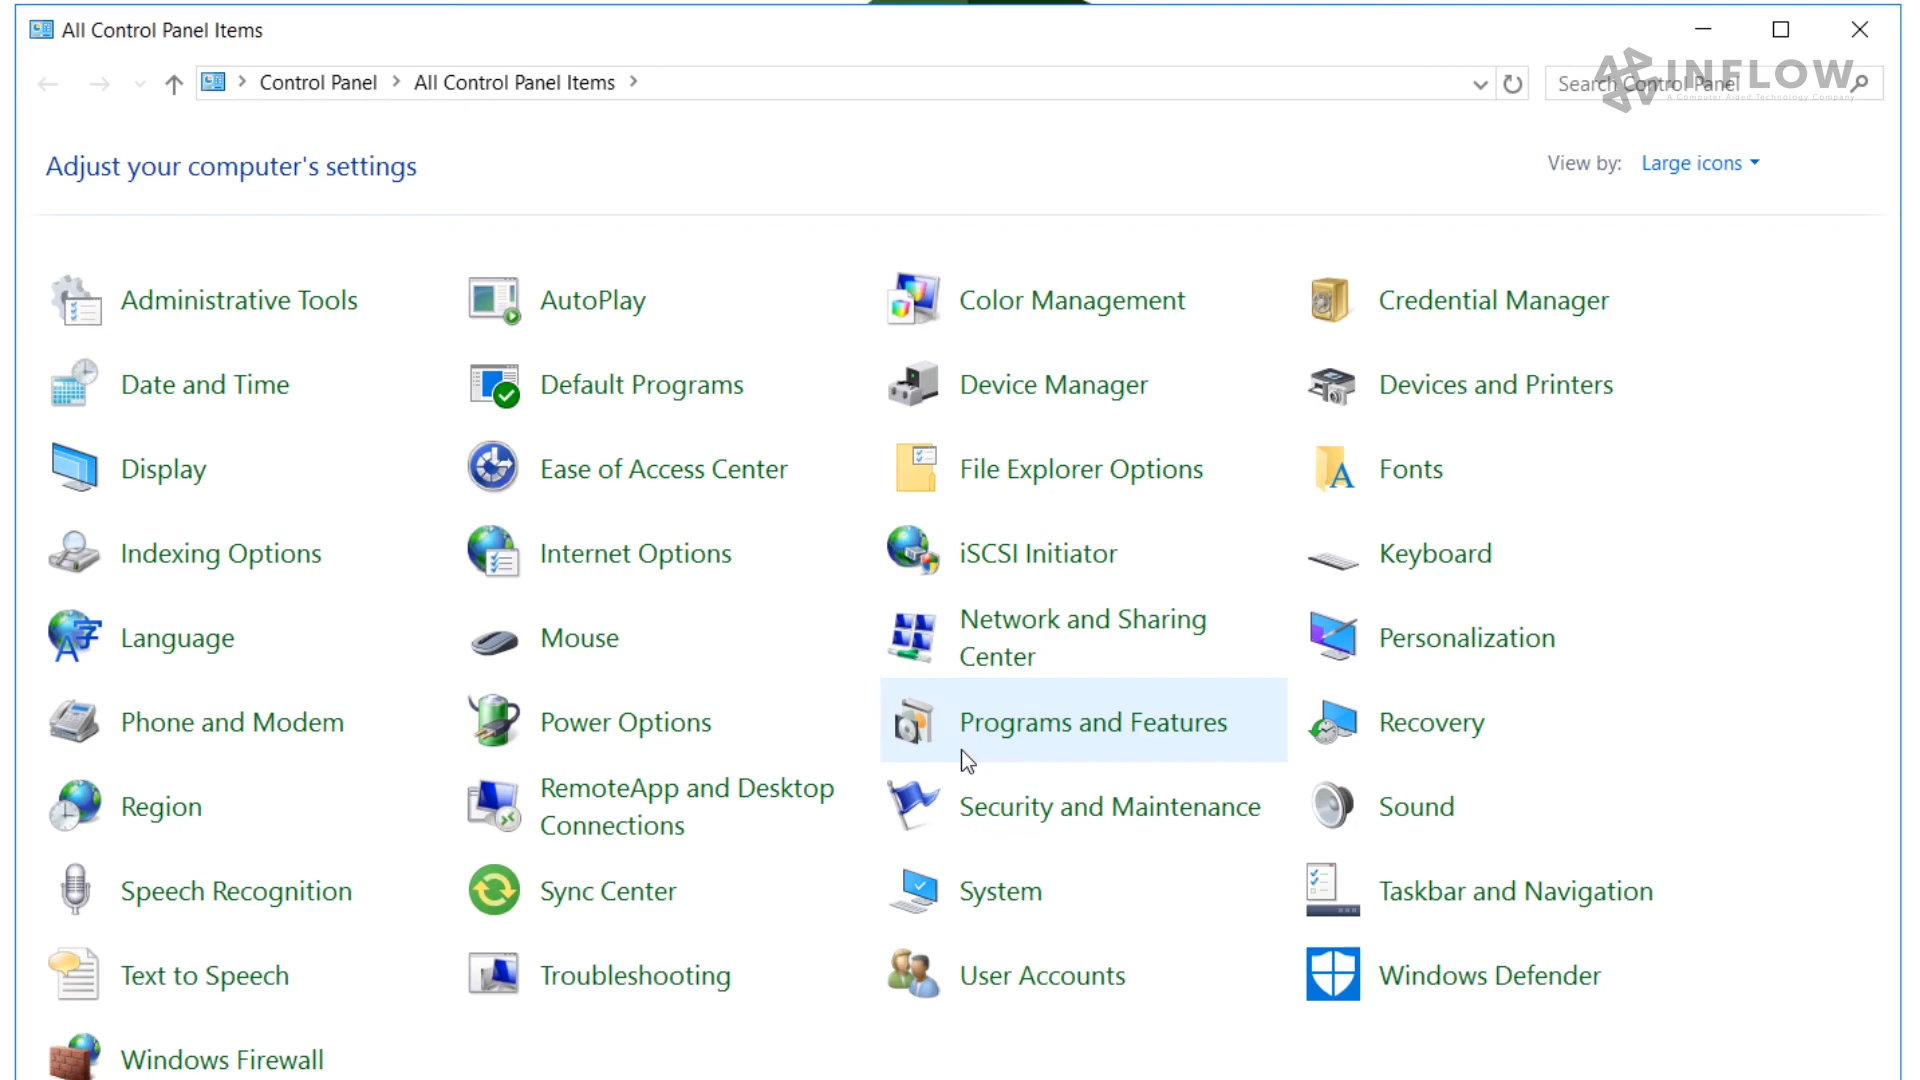 All Control Panel Items
Control Panel
All Control Panel Items
Search Control Panel
INFLOW
A Computer Aided Technology Company
Adjust your computer's settings
View by:
Large icons
Administrative Tools
AutoPlay
Color Management
Credential Manager
Date and Time
Default Programs
Device Manager
Devices and Printers
Display
Ease of Access Center
File Explorer Options
Fonts
Indexing Options
Internet Options
iSCSI Initiator
Keyboard
Language
Mouse
Network and Sharing
Center
Personalization
Phone and Modem
Power Options
Programs and Features
Recovery
Region
RemoteApp and Desktop
Connections
Security and Maintenance
Sound
Speech Recognition
Sync Center
System
Taskbar and Navigation
Text to Speech
Troubleshooting
User Accounts
Windows Defender
Windows Firewall